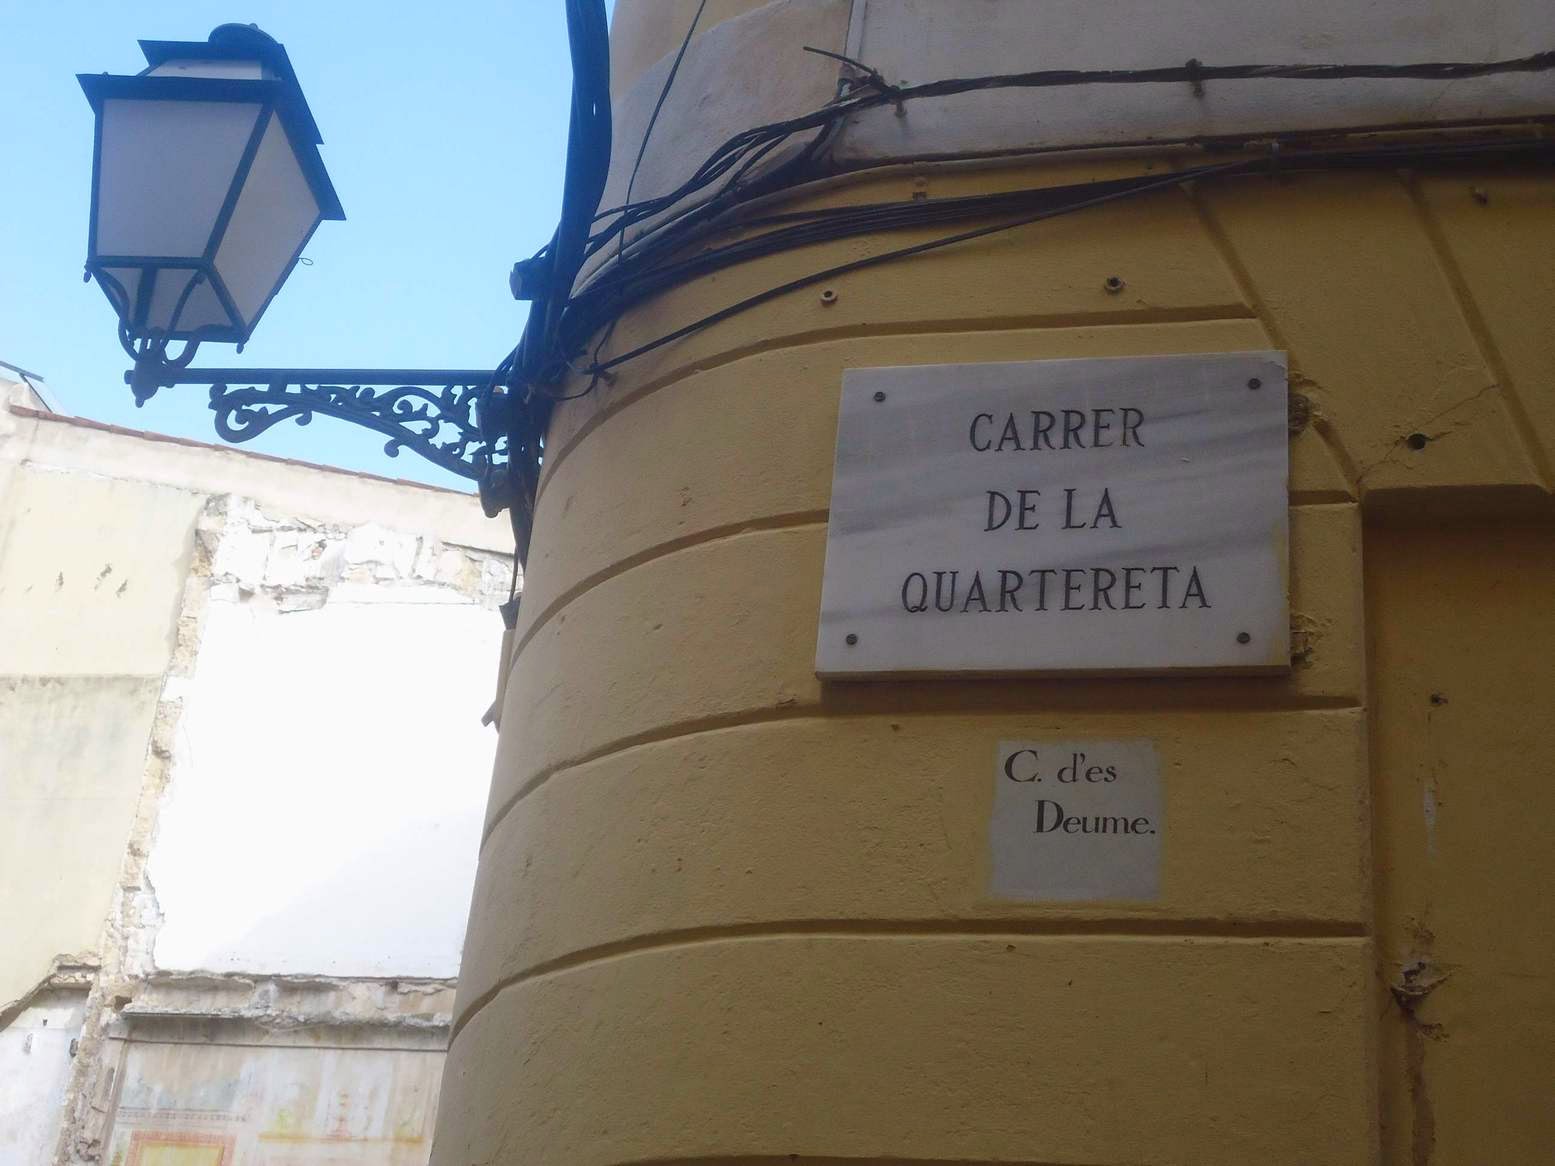 CARRER
DE LA
QUARTERETA
C. d'es
Deume.